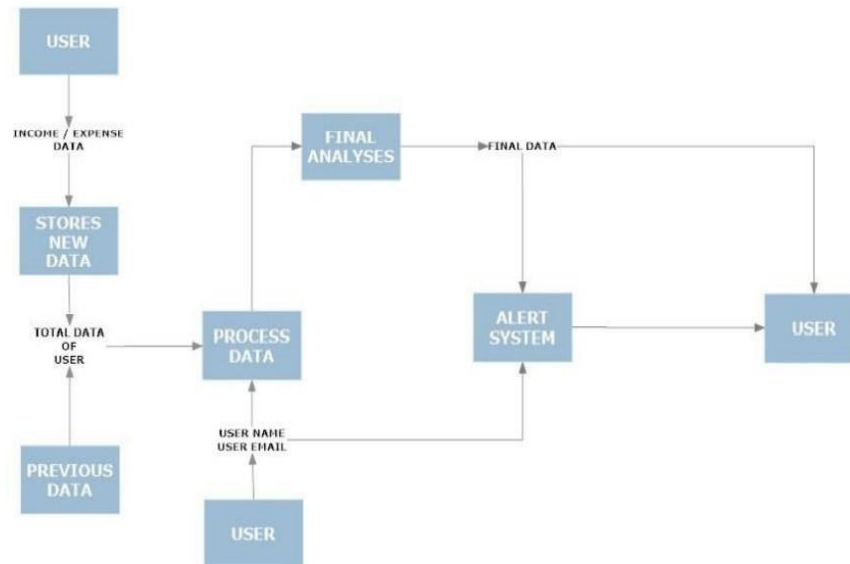 USER
INCOME / EXPENSE
DATA
STORES
NEW
DATA
TOTAL DATA
OF
USER
PREVIOUS
DATA
PROCESS
DATA
USER NAME
USER EMAIL
USER
FINAL
ANALYSES
FINAL DATA
ALERT
SYSTEM
USER